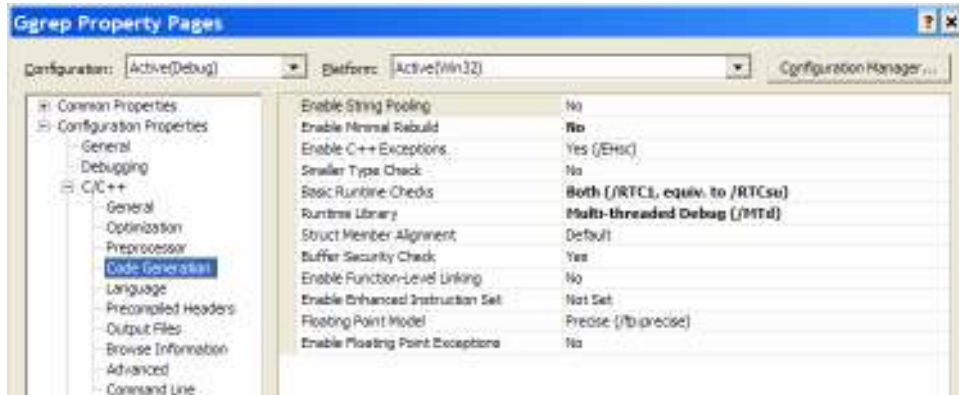 Ggrep Property Pages
Configuration: Active(Debug) Platform: Active(Win32) Configuration Manager...
Common Properties
Configuration Properties
General
Debugging
C/C++
General
Optimization
Preprocessor
Code Generation
Language
Precompiled Headers
Output Files
Browse Information
Advanced
Command Line
Enable String Pooling No
Enable Minimal Rebuild No
Enable C++ Exceptions Yes (/EHsc)
Smaller Type Check No
Basic Runtime Checks Both (/RTC1, equiv. to /RTCsu)
Runtime Library Multi-threaded Debug (/MTd)
Struct Member Alignment Default
Buffer Security Check Yes
Enable Function-Level Linking No
Enable Enhanced Instruction Set Not Set
Floating Point Model Precise (/fp:precise)
Enable Floating Point Exceptions No